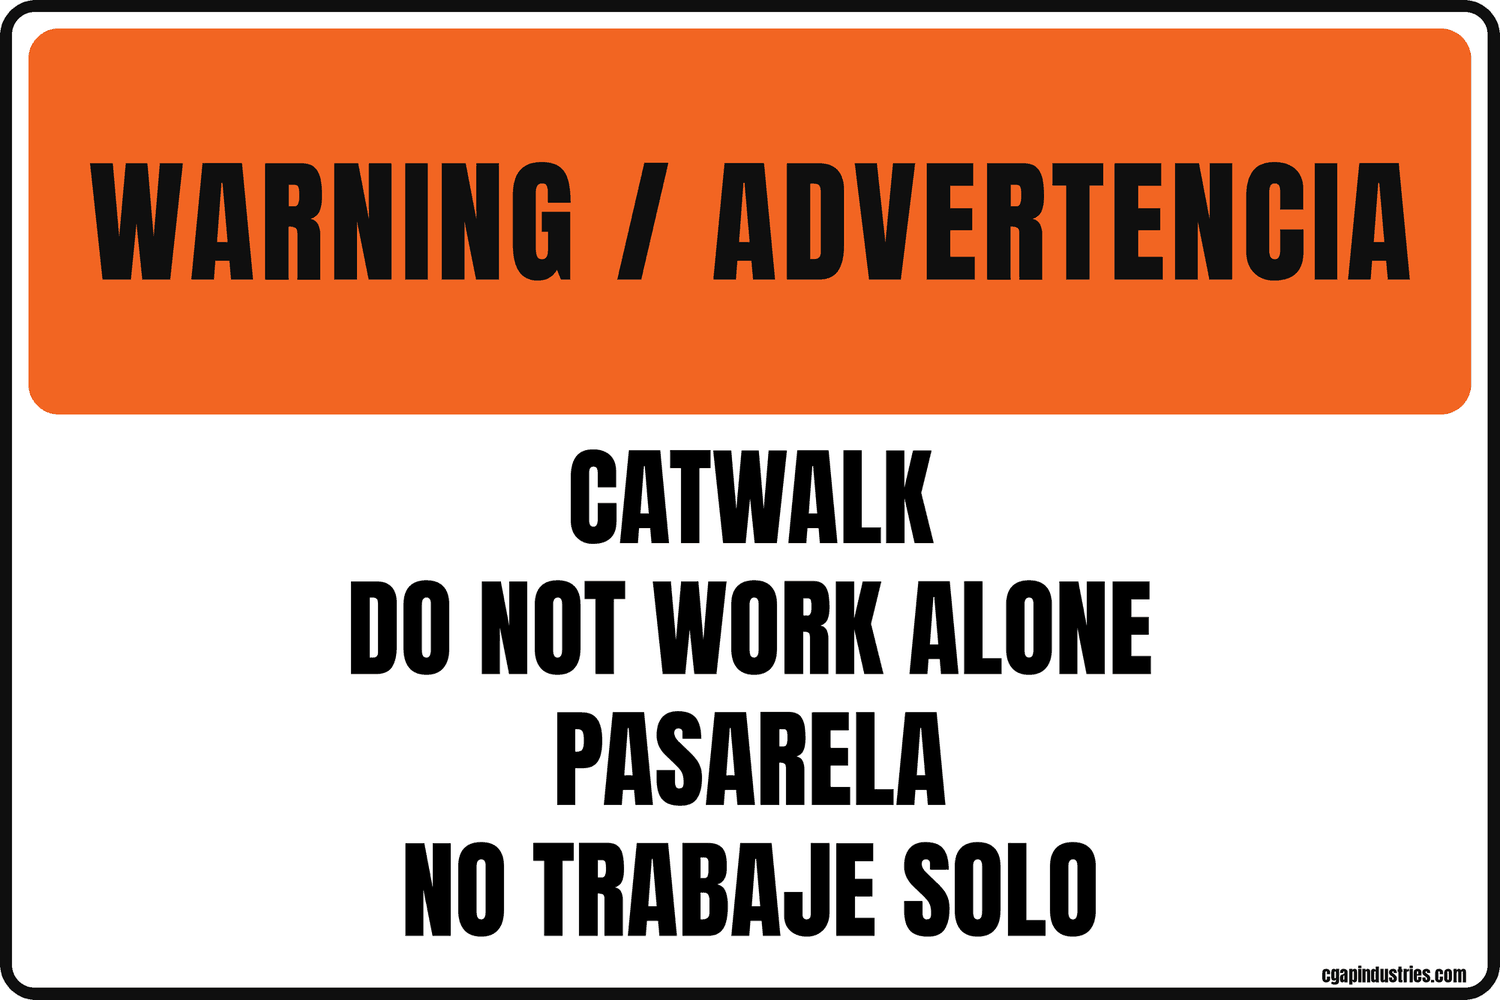 WARNING / ADVERTENCIA
CATWALK
DO NOT WORK ALONE
PASARELA
NO TRABAJE SOLO
cgapindustries.com